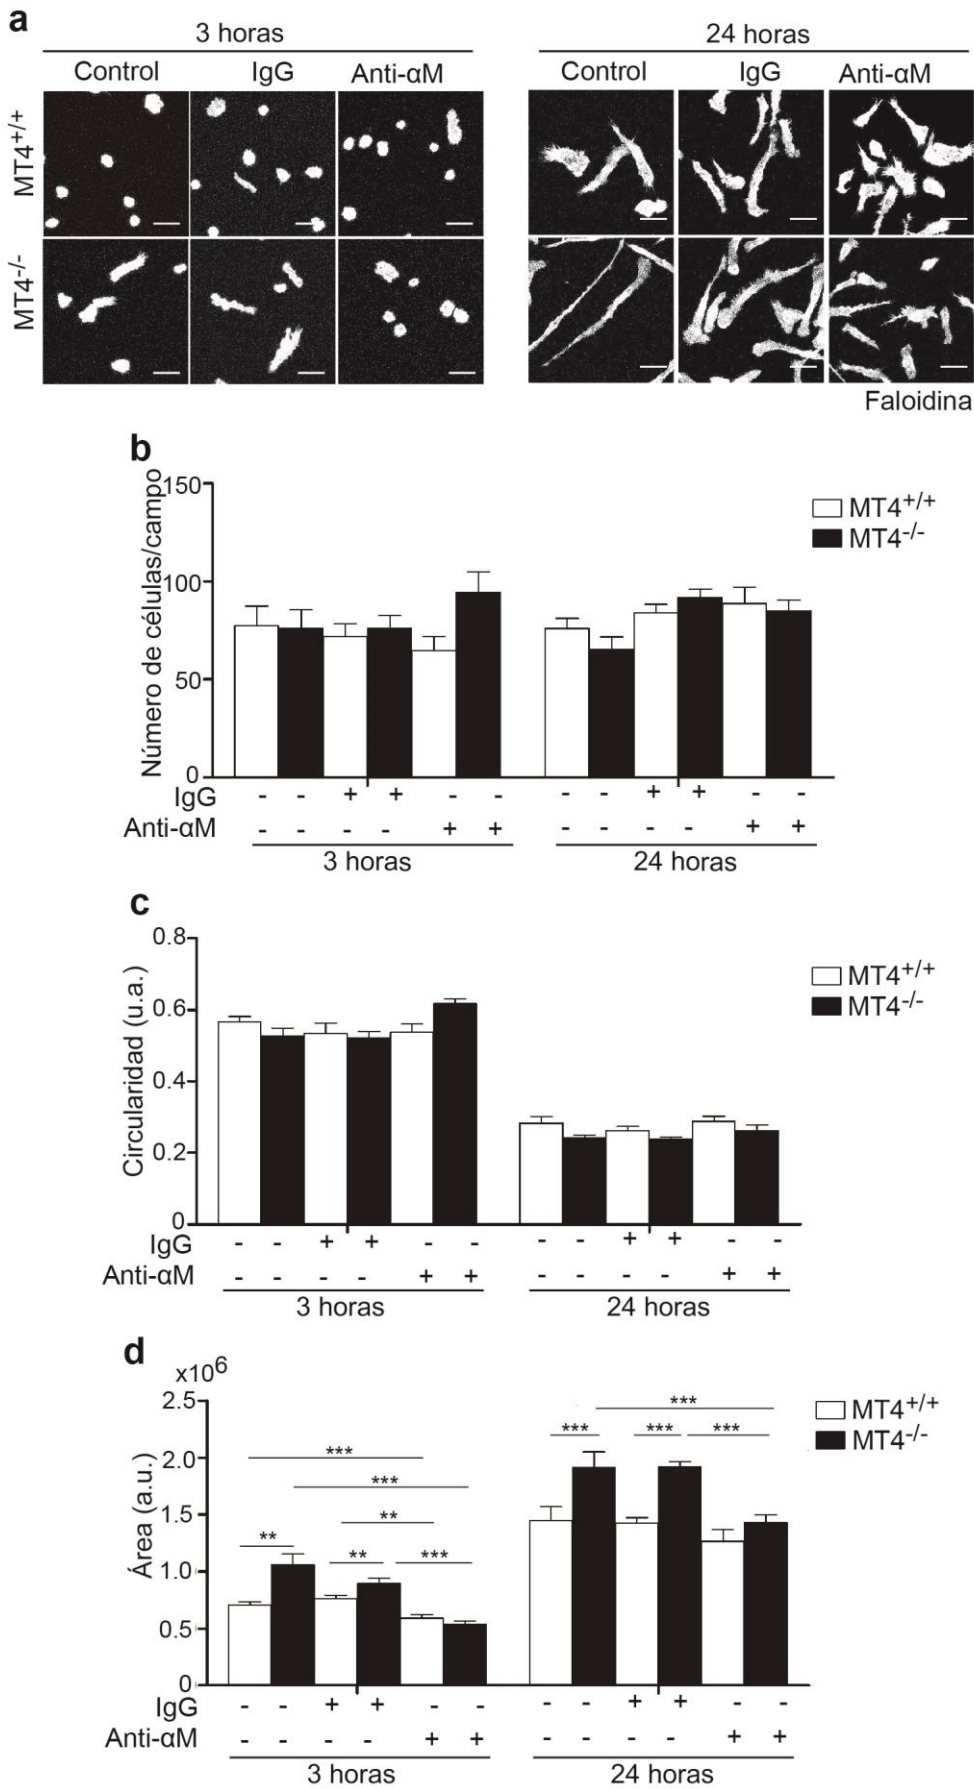 a
3 horas
24 horas
Control IgG Anti-αM
Control IgG Anti-αM
MT4+/+
MT4-/-
Faloidina
b
Número de células/campo
150
100
50
0
MT4+/+
MT4-/-
IgG - - + + - - - - + + - -
Anti-αM - - - - + + - - - - + +
3 horas 24 horas
c
Circularidad (u.a.)
0.8
0.6
0.4
0.2
0
MT4+/+
MT4-/-
IgG - - + + - - - - + + - -
Anti-αM - - - - + + - - - - + +
3 horas 24 horas
d
x10^6
Área (a.u.)
2.5
2.0
1.5
1.0
0.5
0
MT4+/+
MT4-/-
***
*** *** ***
***
***
**
** ** ***
IgG - - + + - - - - + + - -
Anti-αM - - - - + + - - - - + +
3 horas 24 horas